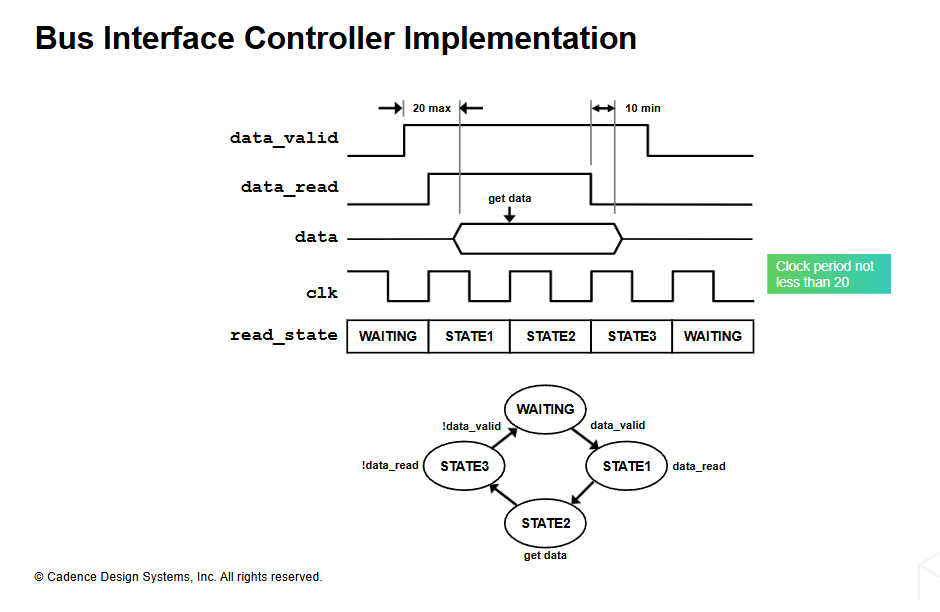 Bus Interface Controller Implementation
20 max
10 min
data_valid
data_read
get data
data
Clock period not
less than 20
clk
read_state
WAITING
STATE1
STATE2
STATE3
WAITING
WAITING
!data_valid
data_valid
!data_read
STATE3
STATE1
data_read
STATE2
get data
© Cadence Design Systems, Inc. All rights reserved.